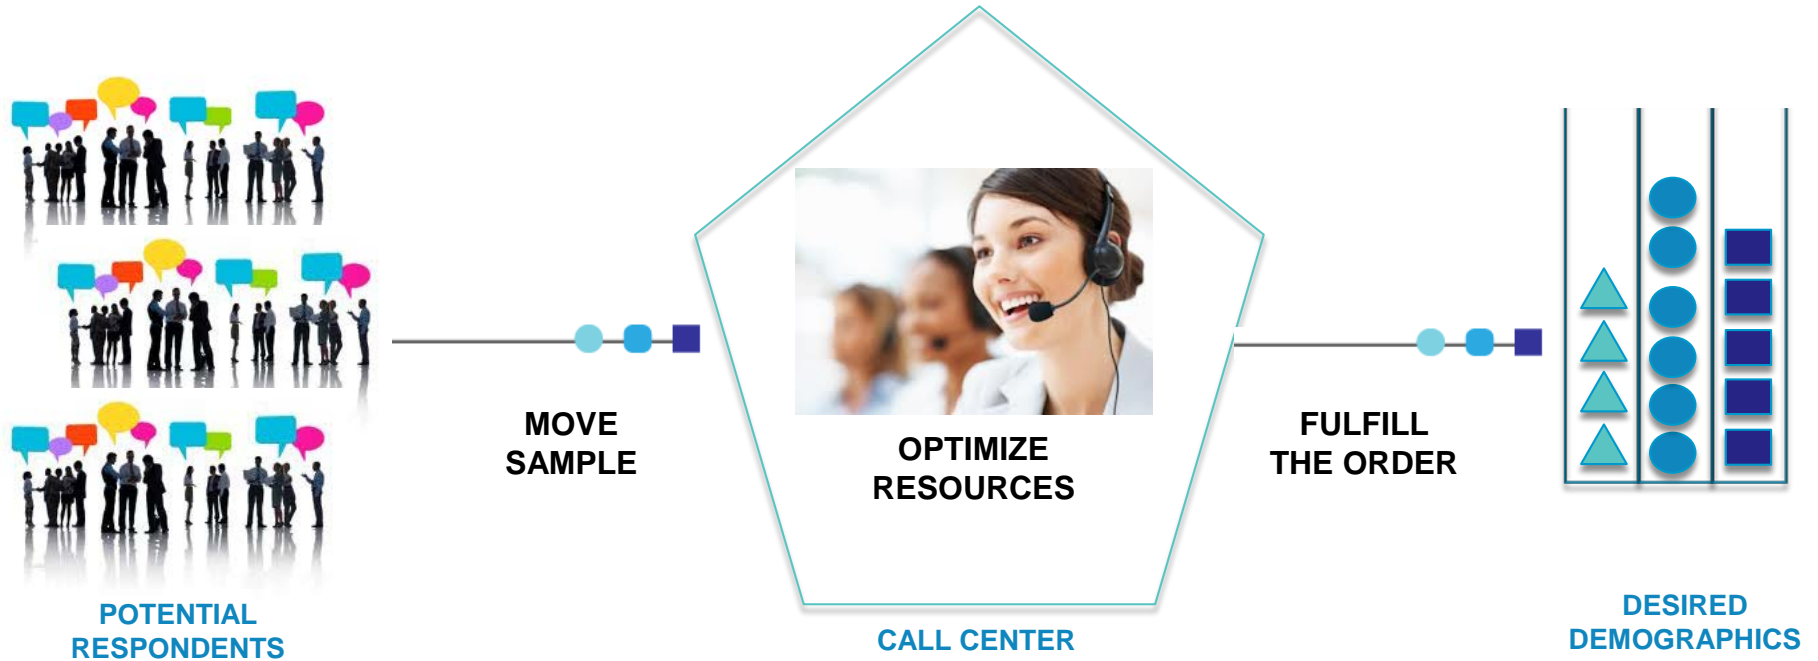 MOVE
SAMPLE
OPTIMIZE
RESOURCES
FULFILL
THE ORDER
POTENTIAL
RESPONDENTS
CALL CENTER
DESIRED
DEMOGRAPHICS